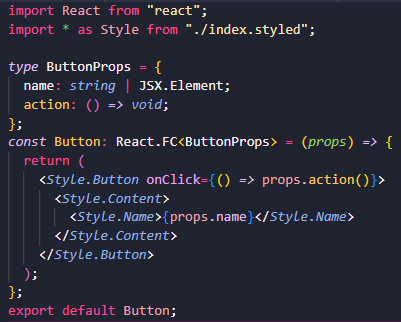 import React from "react";
import * as Style from "./index.styled";

type ButtonProps = {
  name: string | JSX.Element;
  action: () => void;
};
const Button: React.FC<ButtonProps> = (props) => {
  return (
    <Style.Button onClick={() => props.action()}>
      <Style.Content>
        <Style.Name>{props.name}</Style.Name>
      </Style.Content>
    </Style.Button>
  );
};
export default Button;